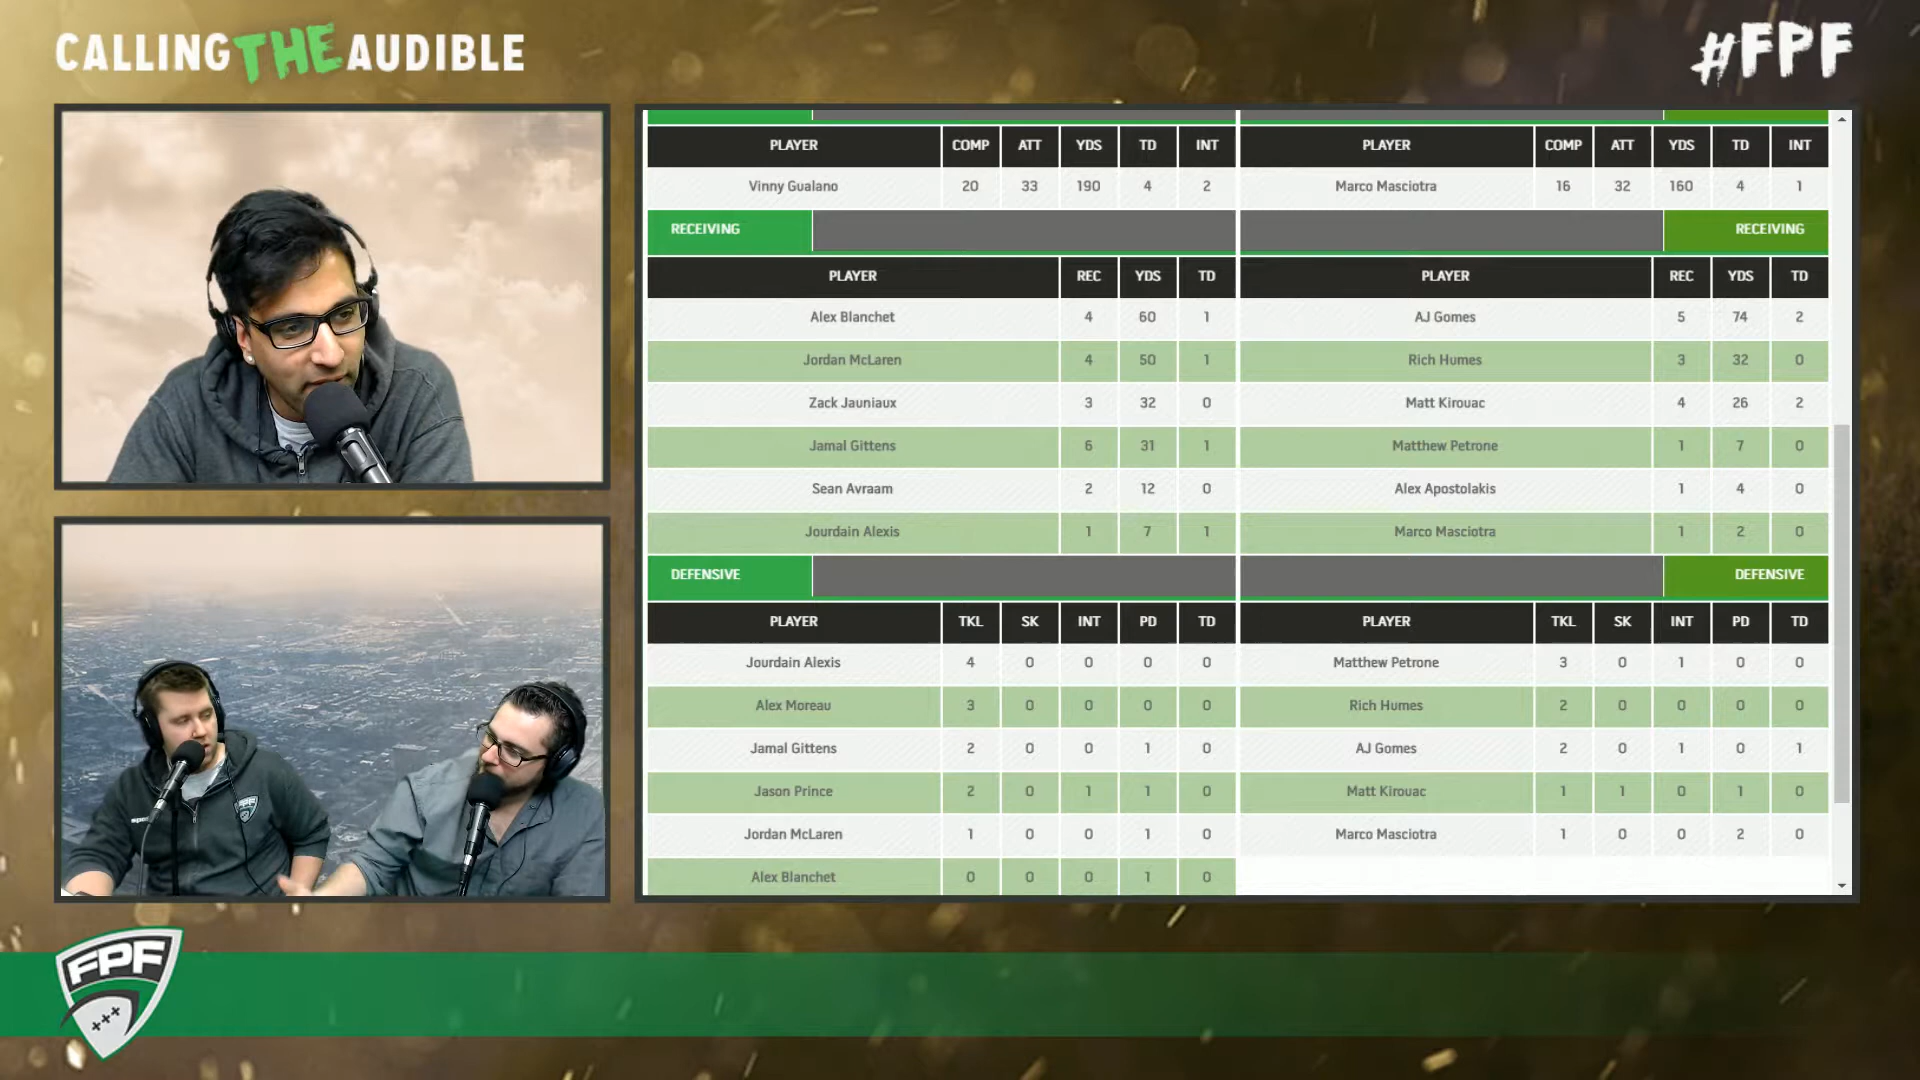 CALLING THE AUDIBLE
#FPF
PLAYER COMP ATT YDS TD INT
Vinny Gualano 20 33 190 4 2
RECEIVING
PLAYER REC YDS TD
Alex Blanchet 4 60 1
Jordan McLaren 4 50 1
Zack Jauniaux 3 32 0
Jamal Gittens 6 31 1
Sean Avraam 2 12 0
Jourdain Alexis 1 7 1
DEFENSIVE
PLAYER TKL SK INT PD TD
Jourdain Alexis 4 0 0 0 0
Alex Moreau 3 0 0 0 0
Jamal Gittens 2 0 0 1 0
Jason Prince 2 0 1 1 0
Jordan McLaren 1 0 0 1 0
Alex Blanchet 0 0 0 1 0
PLAYER COMP ATT YDS TD INT
Marco Masciotra 16 32 160 4 1
RECEIVING
PLAYER REC YDS TD
AJ Gomes 5 74 2
Rich Humes 3 32 0
Matt Kirouac 4 26 2
Matthew Petrone 1 7 0
Alex Apostolakis 1 4 0
Marco Masciotra 1 2 0
DEFENSIVE
PLAYER TKL SK INT PD TD
Matthew Petrone 3 0 1 0 0
Rich Humes 2 0 0 0 0
AJ Gomes 2 0 1 0 1
Matt Kirouac 1 1 0 1 0
Marco Masciotra 1 0 0 2 0
FPF